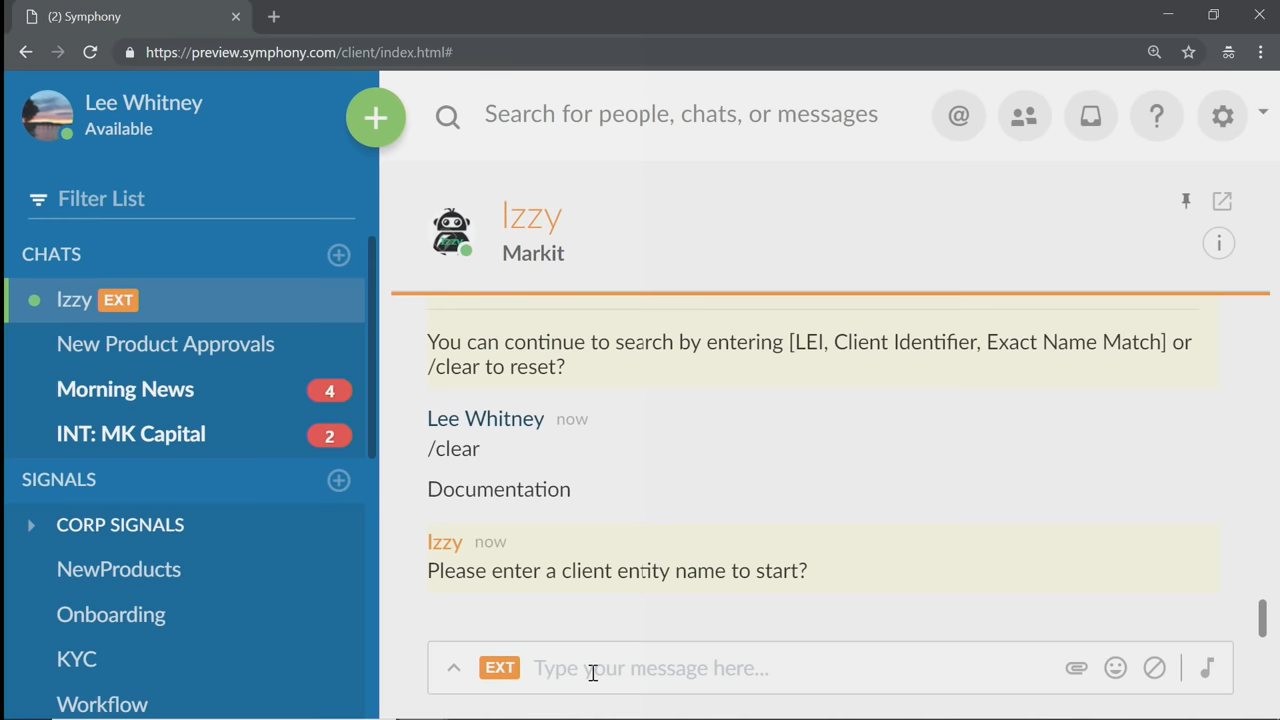 (2) Symphony
https://preview.symphony.com/client/index.html#
Lee Whitney
Available
Filter List
CHATS
Izzy EXT
New Product Approvals
Morning News 4
INT: MK Capital 2
SIGNALS
CORP SIGNALS
NewProducts
Onboarding
KYC
Workflow
Search for people, chats, or messages
Izzy
Markit
You can continue to search by entering [LEI, Client Identifier, Exact Name Match] or
/clear to reset?
Lee Whitney now
/clear
Documentation
Izzy now
Please enter a client entity name to start?
EXT Type your message here...